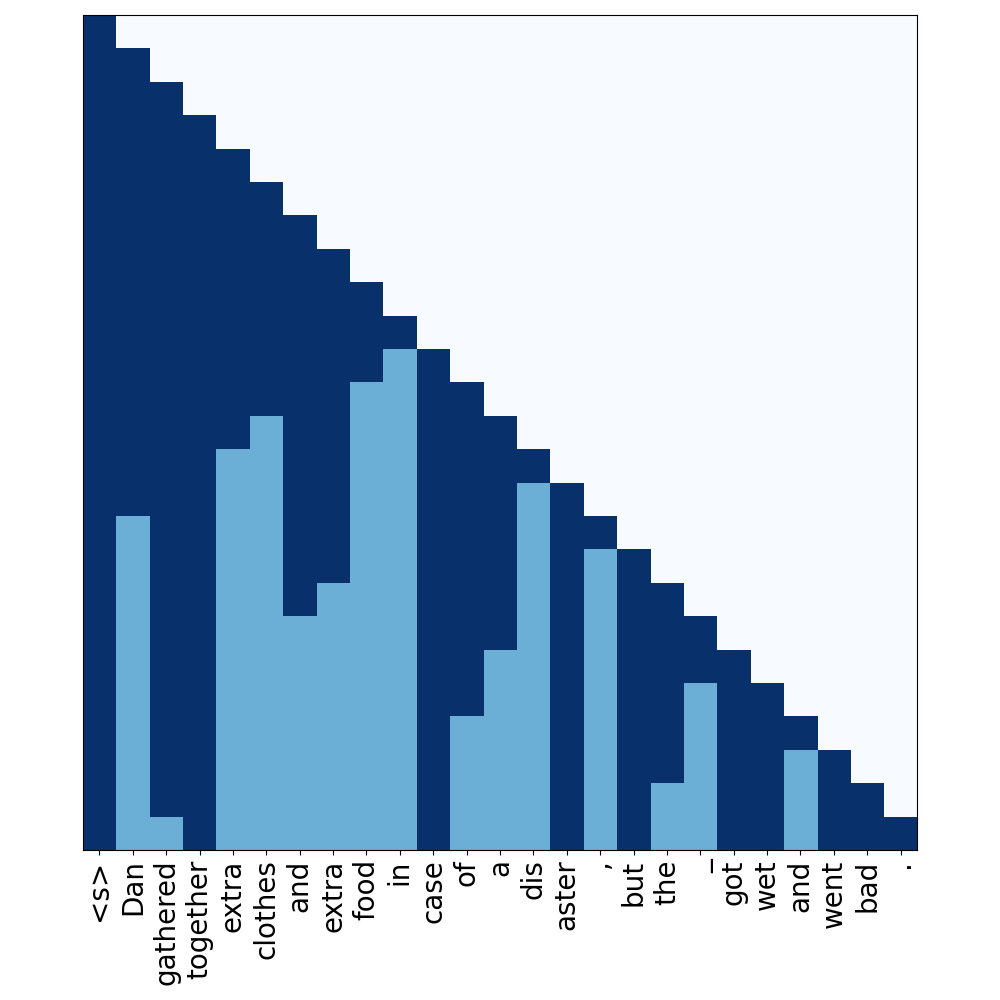 <s> Dan gathered together extra clothes and extra food in case of a dis aster , but the _ got wet and went bad .